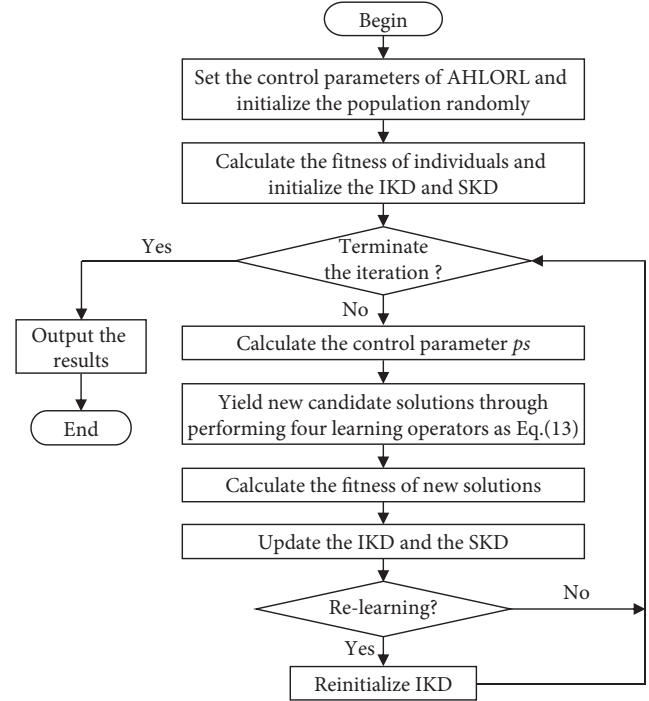 Begin
Set the control parameters of AHLORL and
initialize the population randomly
Calculate the fitness of individuals and
initialize the IKD and SKD
Yes
Terminate
the iteration ?
No
Output the
results
End
Calculate the control parameter ps
Yield new candidate solutions through
performing four learning operators as Eq.(13)
Calculate the fitness of new solutions
Update the IKD and the SKD
Re-learning?
No
Yes
Reinitialize IKD